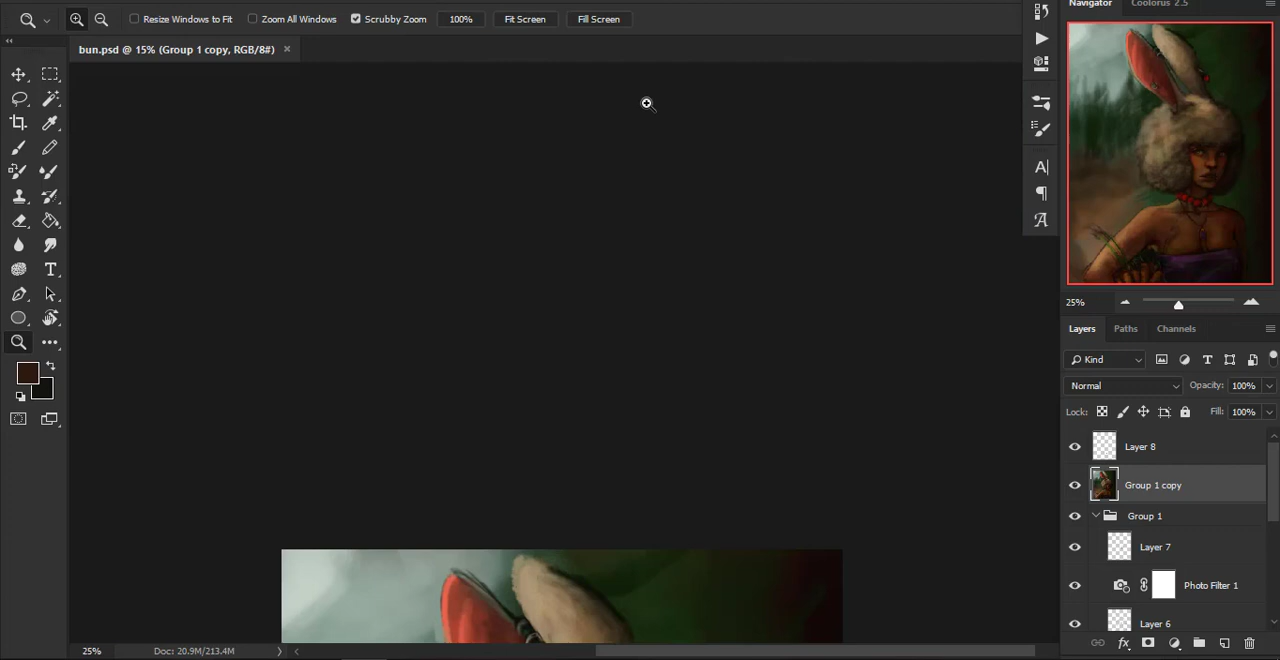 Resize Windows to Fit Zoom All Windows Scrubby Zoom 100% Fit Screen Fill Screen
bun.psd @ 15% (Group 1 copy, RGB/8#) ×
Navigator Coolorus 2.5
25%
Layers Paths Channels
Kind
Normal Opacity: 100%
Lock: Fill: 100%
Layer 8
Group 1 copy
Group 1
Layer 7
Photo Filter 1
Layer 6
25% Doc: 20.9M/213.4M